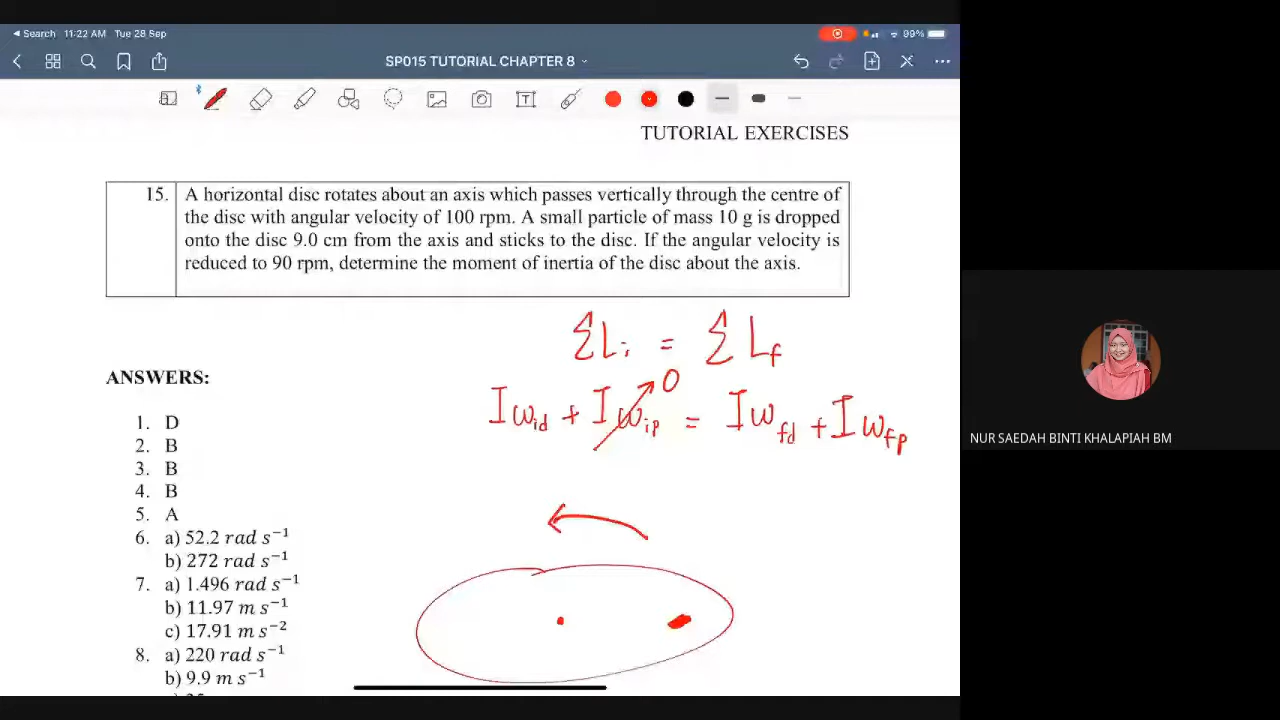 Search 11:22 AM Tue 28 Sep 99%
SP015 TUTORIAL CHAPTER 8
TUTORIAL EXERCISES
15. A horizontal disc rotates about an axis which passes vertically through the centre of
the disc with angular velocity of 100 rpm. A small particle of mass 10 g is dropped
onto the disc 9.0 cm from the axis and sticks to the disc. If the angular velocity is
reduced to 90 rpm, determine the moment of inertia of the disc about the axis.
ΣLi = ΣLf
Iωid + Iωip 0 = Iωfd + Iωfp
ANSWERS:
1. D
2. B
3. B
4. B
5. A
6. a) 52.2 rad s⁻¹
b) 272 rad s⁻¹
7. a) 1.496 rad s⁻¹
b) 11.97 m s⁻¹
c) 17.91 m s⁻²
8. a) 220 rad s⁻¹
b) 9.9 m s⁻¹
NUR SAEDAH BINTI KHALAPIAH BM